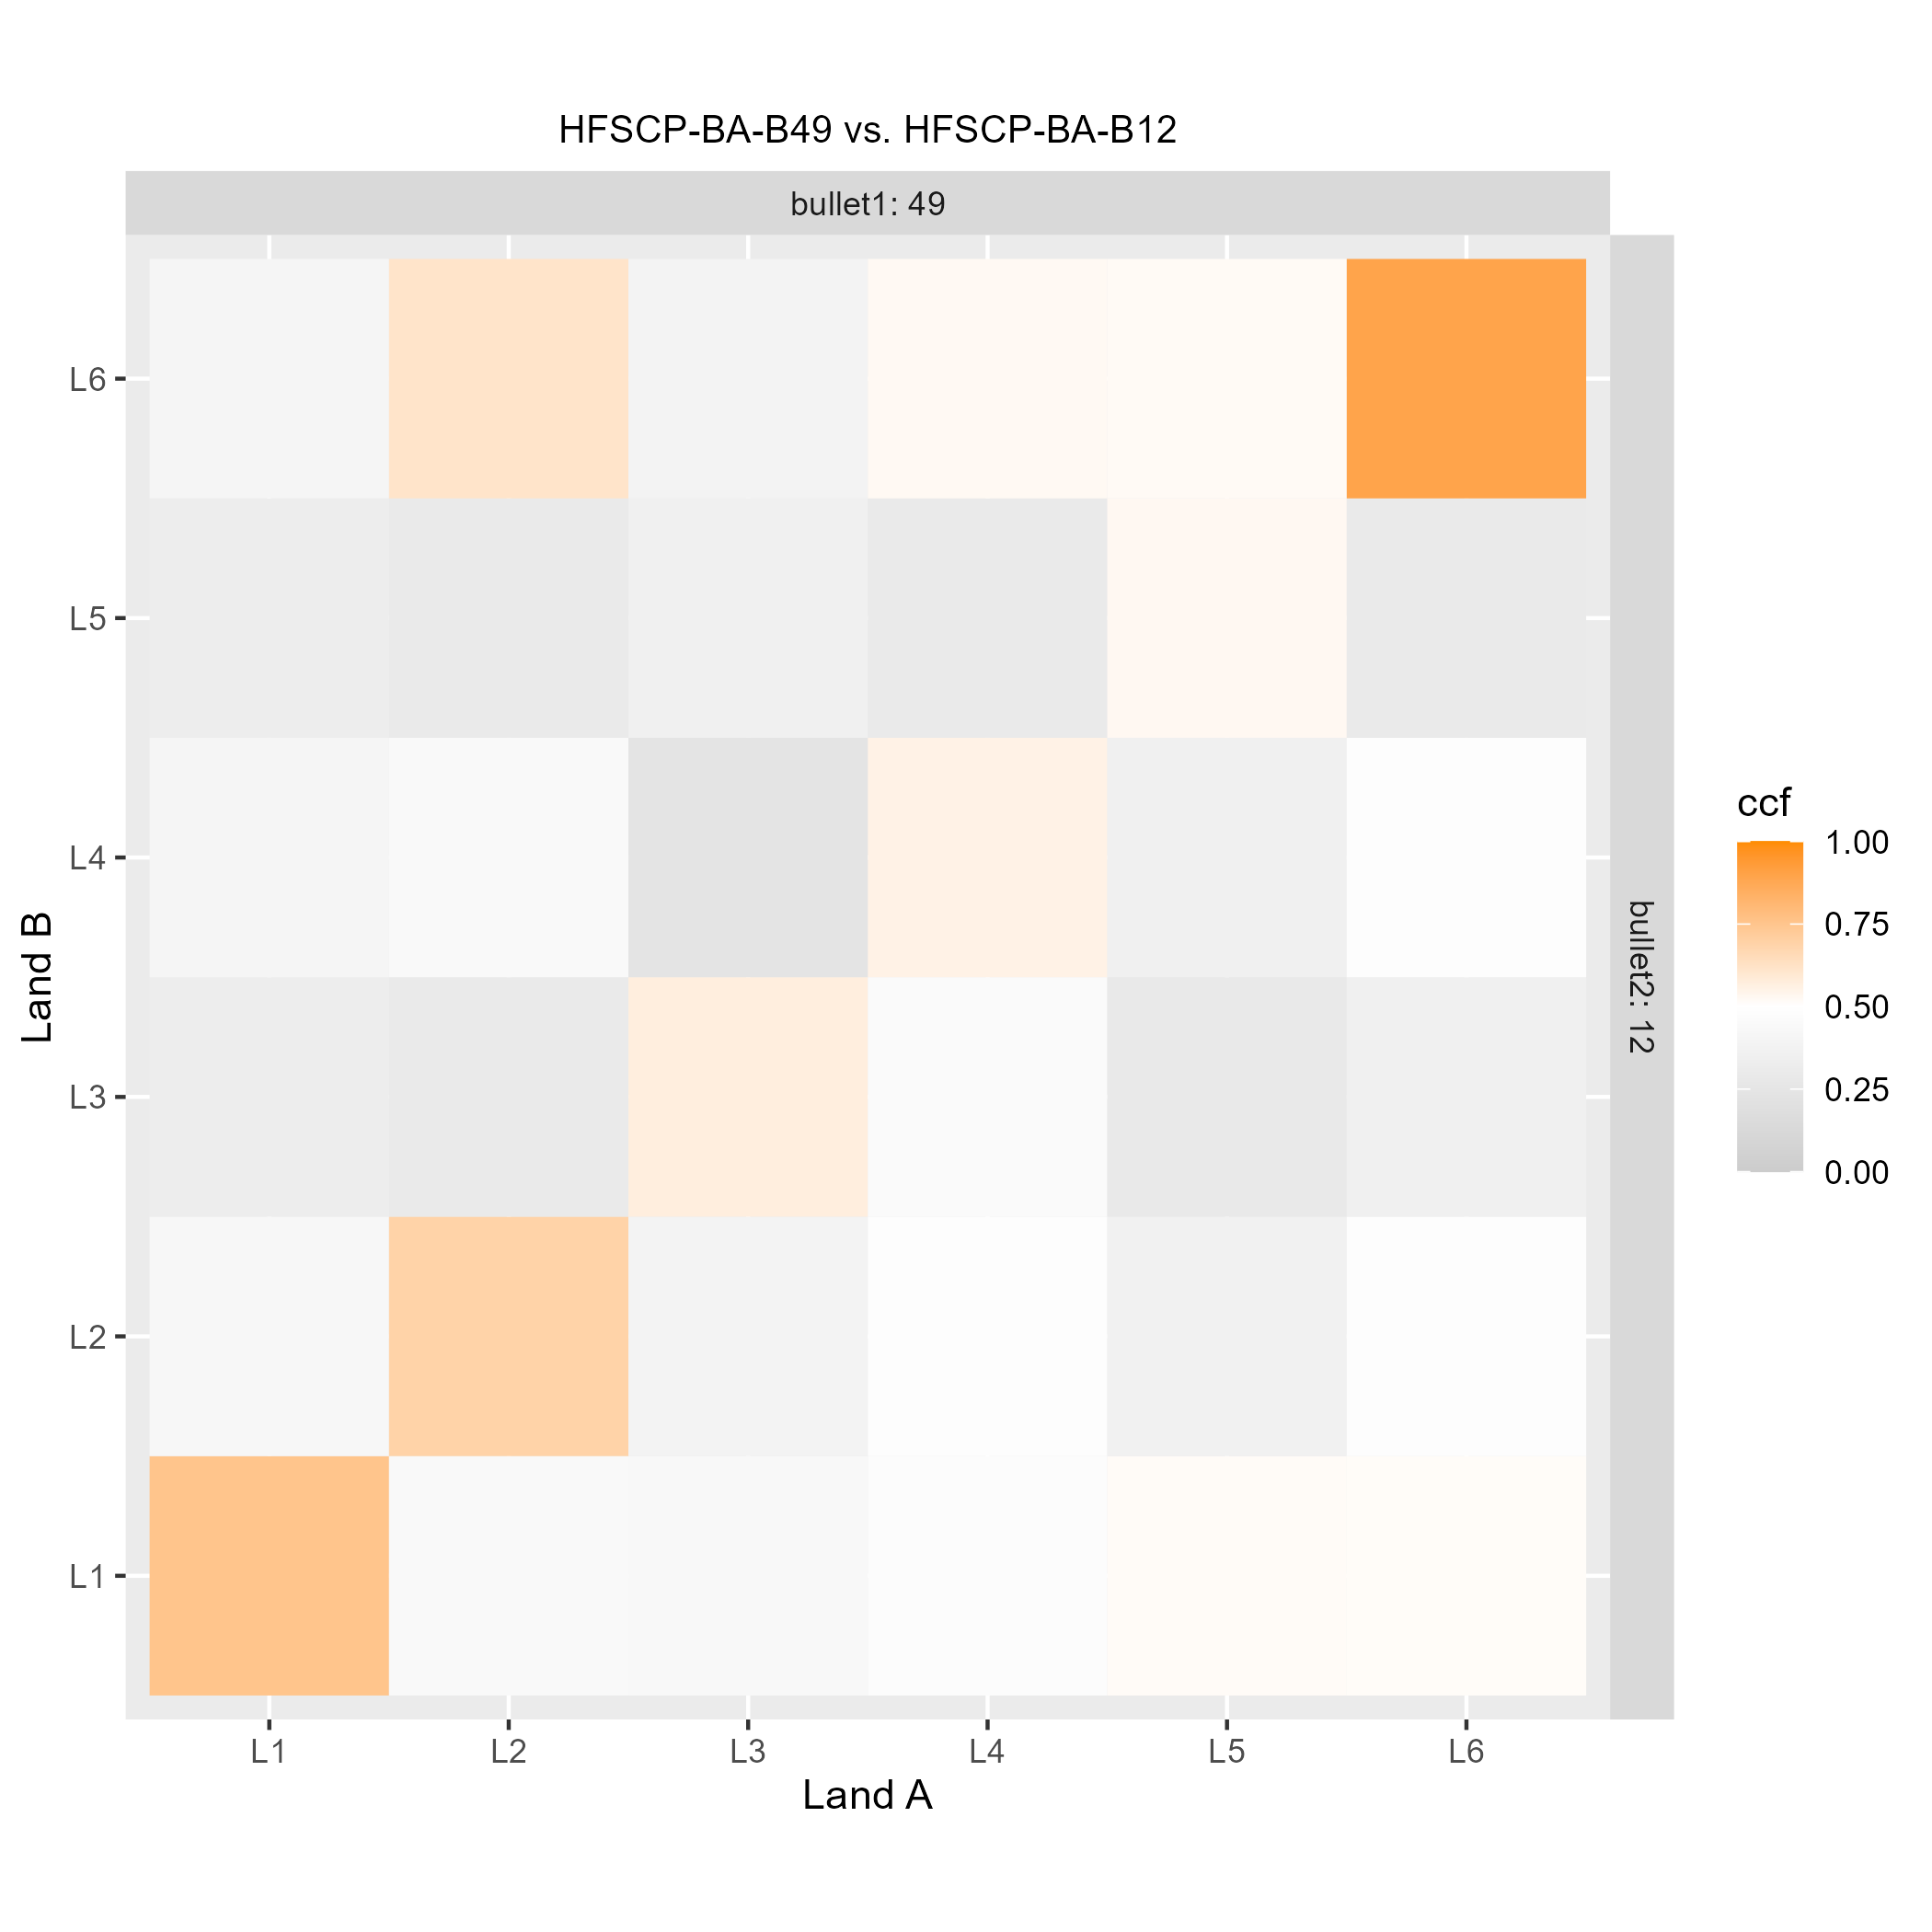 HFSCP-BA-B49 vs. HFSCP-BA-B12
bullet1: 49
L6
L5
L4
L3
L2
L1
Land B
bullet2: 12
ccf
1.00
0.75
0.50
0.25
0.00
L1 L2 L3 L4 L5 L6
Land A